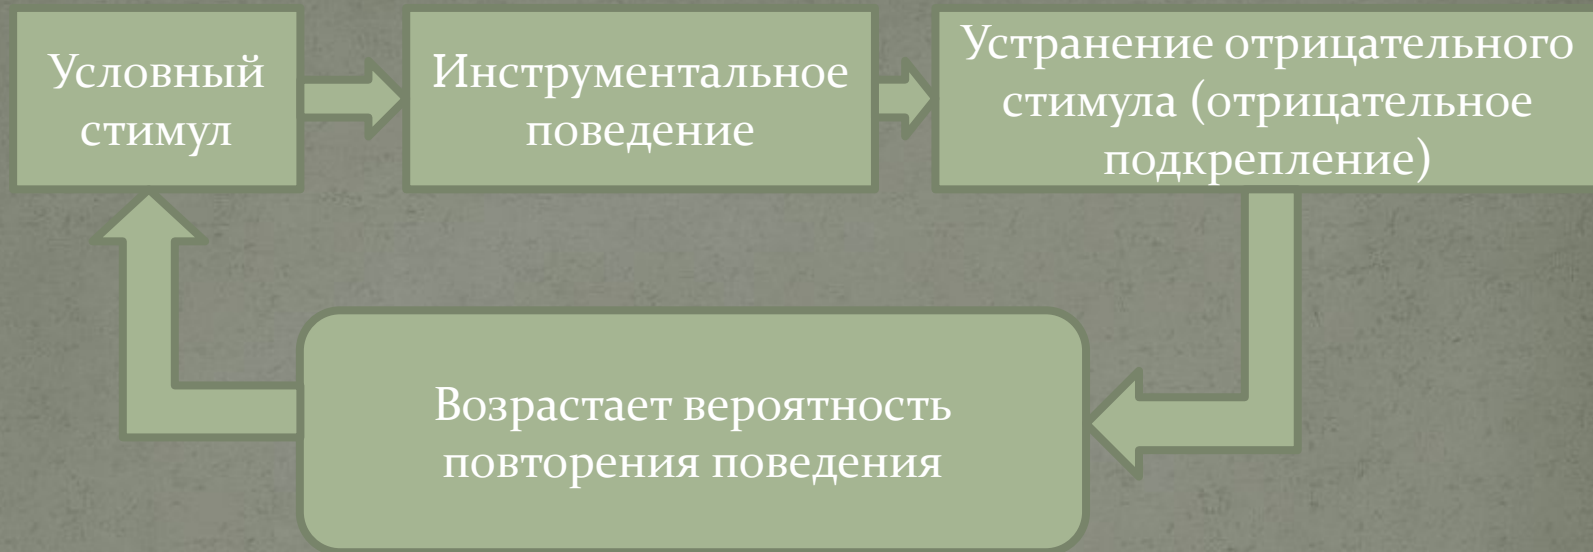 Условный
стимул
Инструментальное
поведение
Устранение отрицательного
стимула (отрицательное
подкрепление)
Возрастает вероятность
повторения поведения